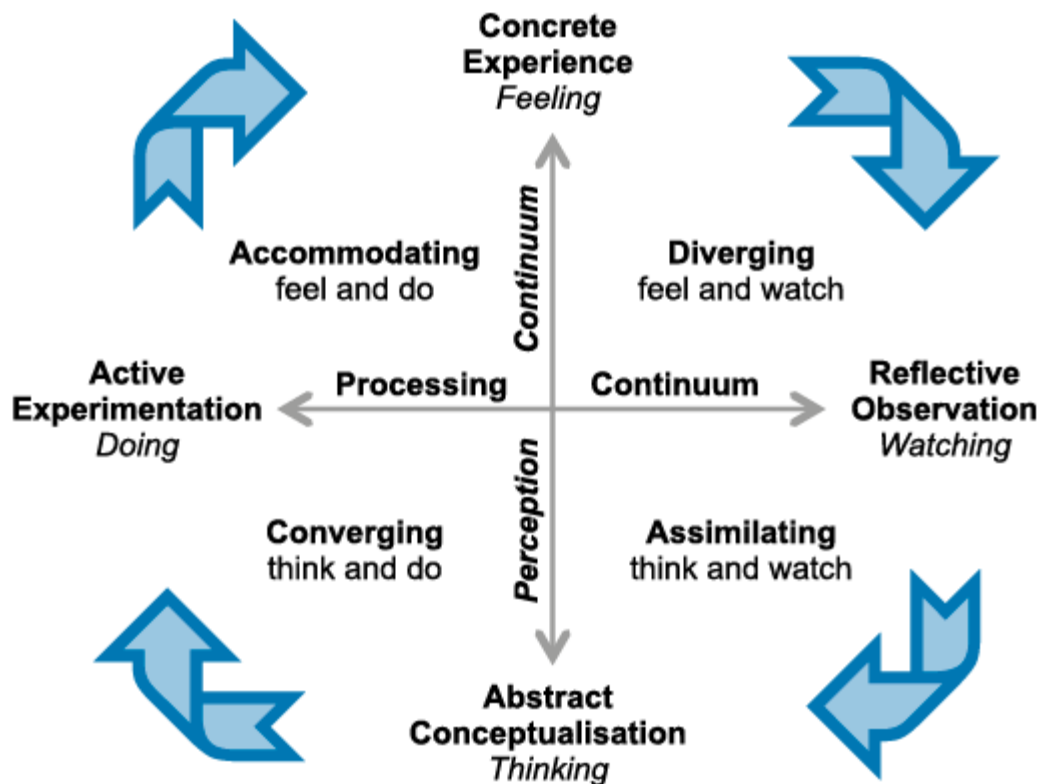 Concrete
Experience
Feeling
Accommodating
feel and do
Continuum
Diverging
feel and watch
Active
Experimentation
Doing
Processing
Continuum
Reflective
Observation
Watching
Converging
think and do
Perception
Assimilating
think and watch
Abstract
Conceptualisation
Thinking